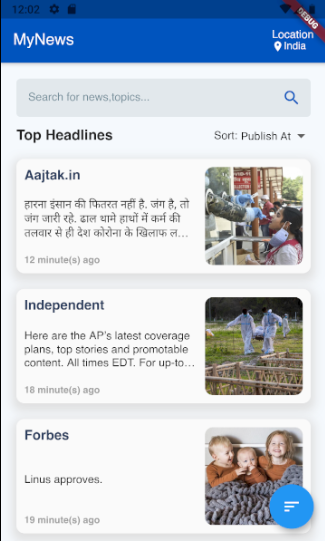 12:02
DEBUG
MyNews
Location
India
Search for news,topics...
Top Headlines
Sort: Publish At
Aajtak.in
हारना इंसान की फितरत नहीं है. जंग है, तो
जंग जारी रहे. ढाल थामे हाथों में कर्म की
तलवार से ही देश कोरोना के खिलाफ ल...
12 minute(s) ago
Independent
Here are the AP's latest coverage
plans, top stories and promotable
content. All times EDT. For up-to...
18 minute(s) ago
Forbes
Linus approves.
19 minute(s) ago